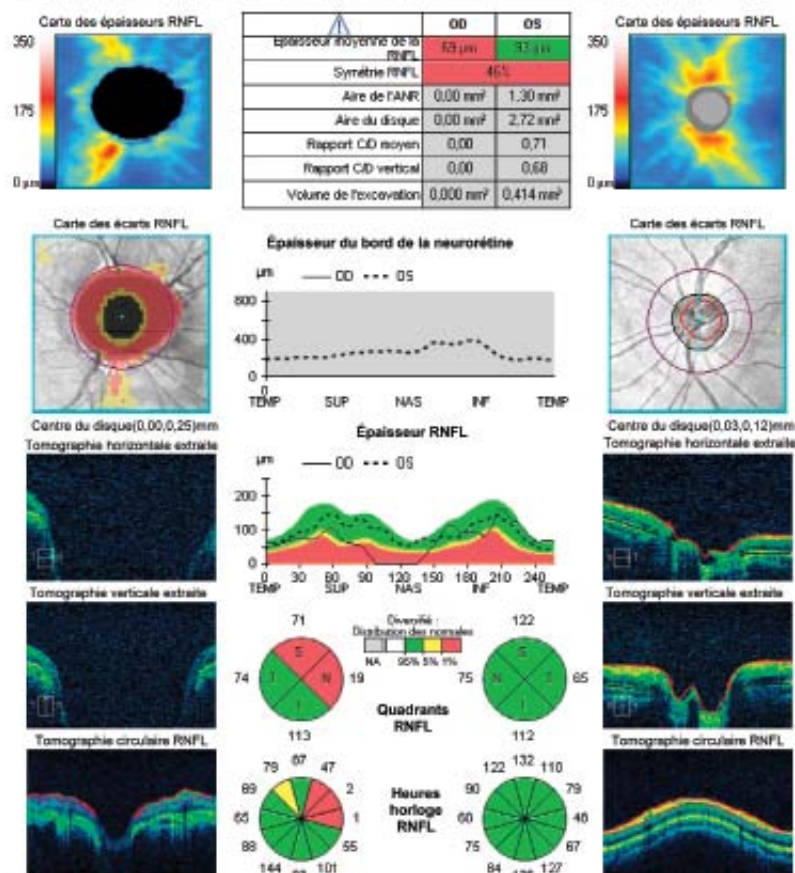 Carte des épaisseurs RNFL
350
175
0 µm
OD OS
Epaisseur moyenne de la RNFL 69 µm 93 µm
Symétrie RNFL 46%
Aire de l'ANR 0,00 mm² 1,30 mm²
Aire du disque 0,00 mm² 2,72 mm²
Rapport C/D moyen 0,00 0,71
Rapport C/D vertical 0,00 0,68
Volume de l'excavation 0,000 mm³ 0,414 mm³
Carte des épaisseurs RNFL
350
175
0 µm
Carte des écarts RNFL
Centre du disque(0,00,0,25)mm
Épaisseur du bord de la neurorétine
µm OD OS
800
400
0
0
TEMP SUP NAS INF TEMP
Carte des écarts RNFL
Centre du disque(0,03,0,12)mm
Tomographie horizontale extraite
Épaisseur RNFL
µm OD OS
200
100
0
0 30 60 90 120 150 180 210 240
TEMP SUP NAS INF TEMP
Tomographie horizontale extraite
Tomographie verticale extraite
Tomographie verticale extraite
Diversifié :
Distribution des normales
NA 95% 5% 1%
71
74 S T N I 19
113
Quadrants
RNFL
122
75 S N T I 65
112
Tomographie circulaire RNFL
Tomographie circulaire RNFL
Heures
horloge
RNFL
79 87 47
69 2
65 1
88 55
144 101
122 132 110
90 79
60 48
75 67
84 127